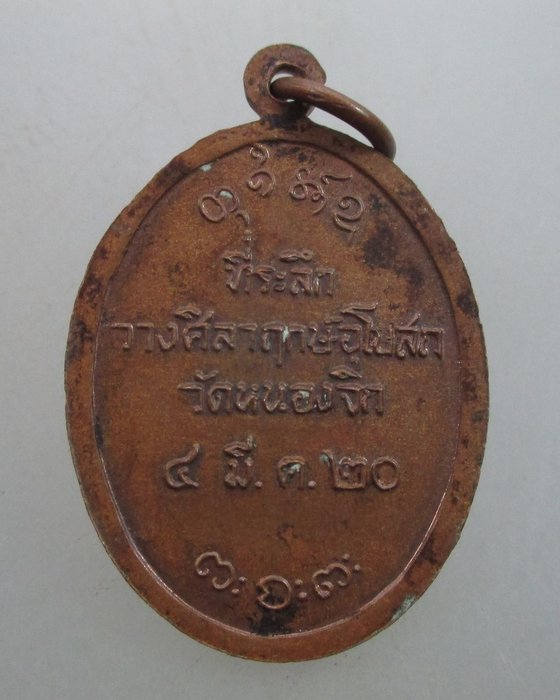 ที่ระลึก
วางศิลาฤกษ์อุโบสถ
วัดหนองจิก
๔ มี. ค. ๒๐